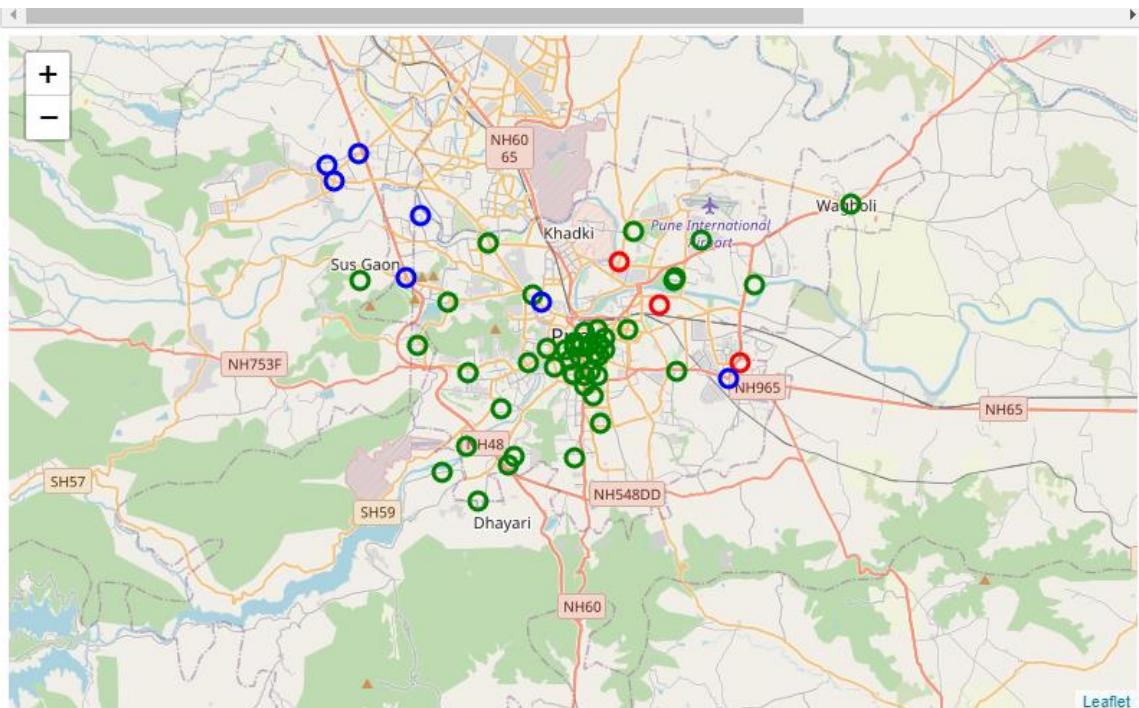 +
−
NH60
65
Wagholi
Pune International
Airport
Khadki
Sus Gaon
NH753F
NH965
NH65
NH48
SH57
NH548DD
SH59
Dhayari
NH60
Leaflet